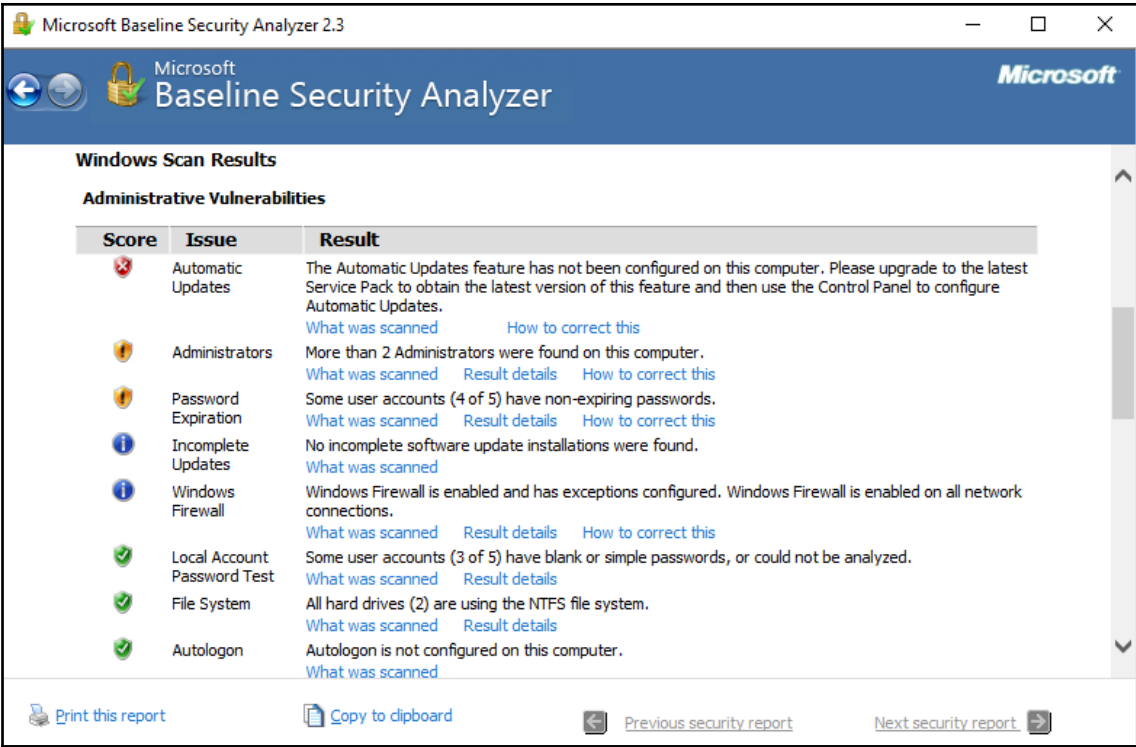 Microsoft Baseline Security Analyzer 2.3
Microsoft
Baseline Security Analyzer
Microsoft
Windows Scan Results
Administrative Vulnerabilities
Score Issue Result
Automatic Updates
The Automatic Updates feature has not been configured on this computer. Please upgrade to the latest
Service Pack to obtain the latest version of this feature and then use the Control Panel to configure
Automatic Updates.
What was scanned How to correct this
Administrators
More than 2 Administrators were found on this computer.
What was scanned Result details How to correct this
Password
Expiration
Some user accounts (4 of 5) have non-expiring passwords.
What was scanned Result details How to correct this
Incomplete
Updates
No incomplete software update installations were found.
What was scanned
Windows
Firewall
Windows Firewall is enabled and has exceptions configured. Windows Firewall is enabled on all network
connections.
What was scanned Result details How to correct this
Local Account
Password Test
Some user accounts (3 of 5) have blank or simple passwords, or could not be analyzed.
What was scanned Result details
File System
All hard drives (2) are using the NTFS file system.
What was scanned Result details
Autologon
Autologon is not configured on this computer.
What was scanned
Print this report
Copy to clipboard
Previous security report
Next security report